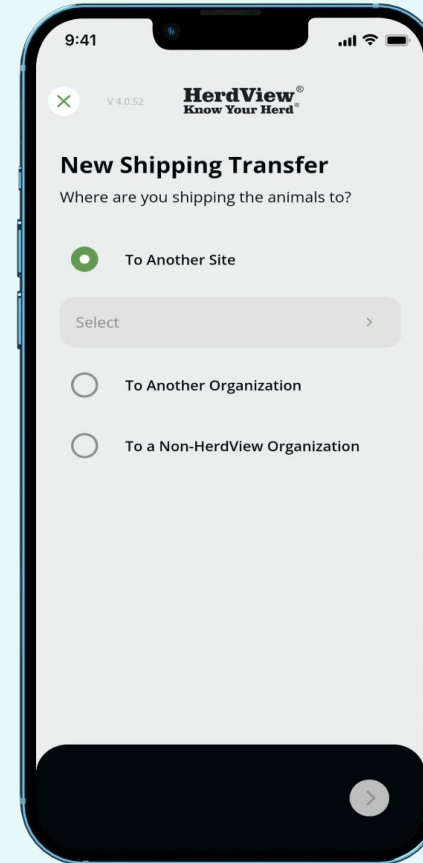 9:41
V 4.0.52
HerdView®
Know Your Herd®
New Shipping Transfer
Where are you shipping the animals to?
To Another Site
Select
To Another Organization
To a Non-HerdView Organization